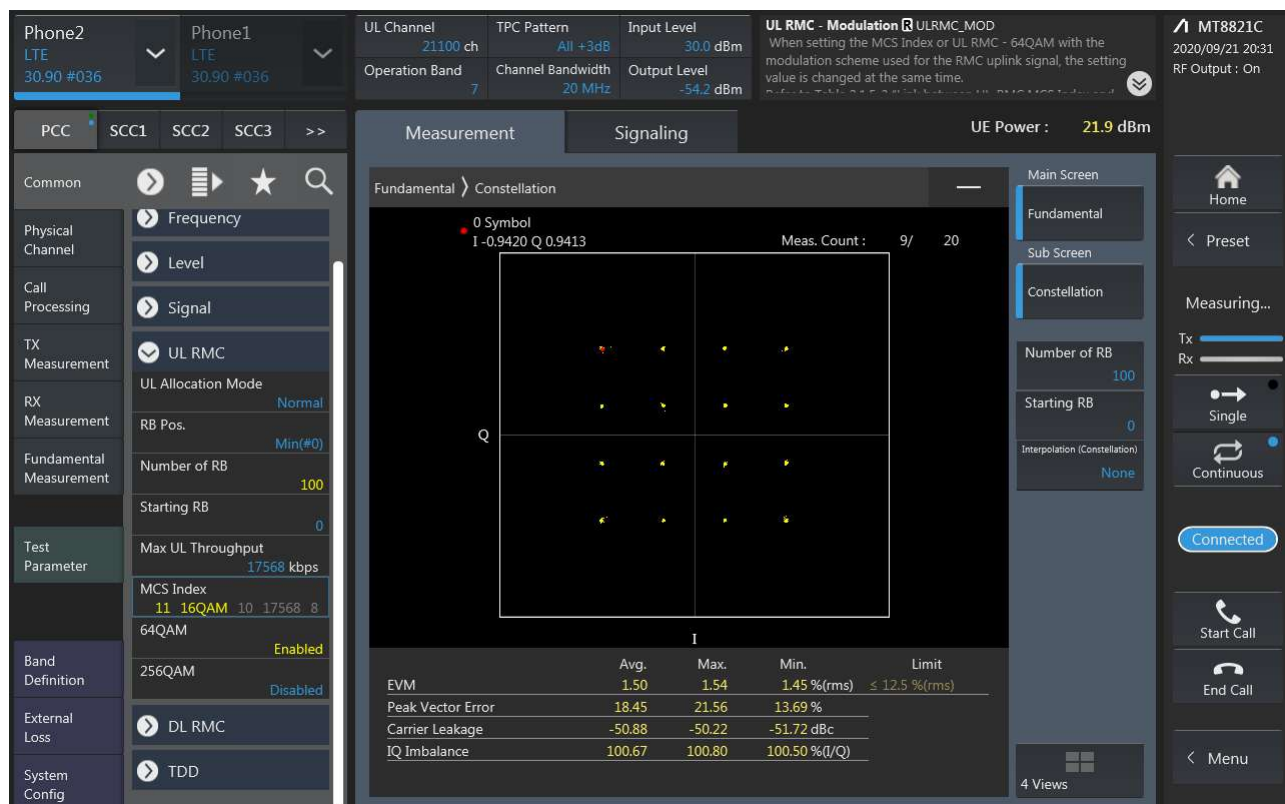 Phone2
LTE
30.90 #036
Phone1
LTE
30.90 #036
UL Channel
21100 ch
TPC Pattern
All +3dB
Input Level
30.0 dBm
Operation Band
7
Channel Bandwidth
20 MHz
Output Level
-54.2 dBm
UL RMC - Modulation R ULRMC_MOD
When setting the MCS Index or UL RMC - 64QAM with the
modulation scheme used for the RMC uplink signal, the setting
value is changed at the same time.
MT8821C
2020/09/21 20:31
RF Output : On
PCC SCC1 SCC2 SCC3 >>
Measurement
Signaling
UE Power : 21.9 dBm
Common
Physical
Channel
Call
Processing
TX
Measurement
RX
Measurement
Fundamental
Measurement
Test
Parameter
Band
Definition
External
Loss
System
Config
Frequency
Level
Signal
UL RMC
UL Allocation Mode
Normal
RB Pos.
Min(#0)
Number of RB
100
Starting RB
0
Max UL Throughput
17568 kbps
MCS Index
11 16QAM 10 17568 8
64QAM
Enabled
256QAM
Disabled
DL RMC
TDD
Fundamental > Constellation
0 Symbol
I -0.9420 Q 0.9413
Meas. Count : 9/ 20
Q
I
Avg. Max. Min. Limit
EVM 1.50 1.54 1.45 %(rms) ≤ 12.5 %(rms)
Peak Vector Error 18.45 21.56 13.69 %
Carrier Leakage -50.88 -50.22 -51.72 dBc
IQ Imbalance 100.67 100.80 100.50 %(I/Q)
Main Screen
Fundamental
Sub Screen
Constellation
Number of RB
100
Starting RB
0
Interpolation (Constellation)
None
4 Views
Home
< Preset
Measuring...
Tx
Rx
Single
Continuous
Connected
Start Call
End Call
< Menu